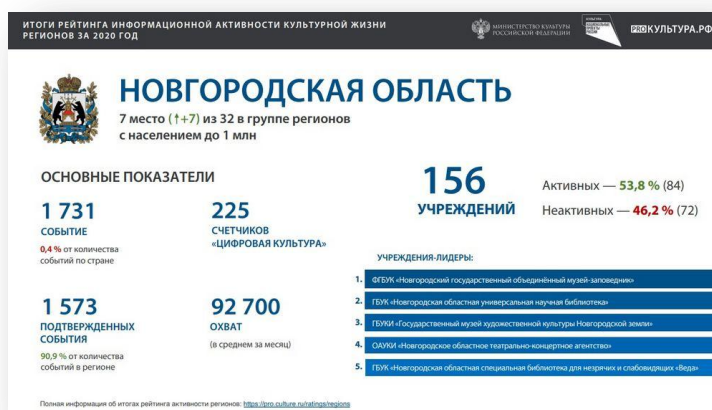 ИТОГИ РЕЙТИНГА ИНФОРМАЦИОННОЙ АКТИВНОСТИ КУЛЬТУРНОЙ ЖИЗНИ
РЕГИОНОВ ЗА 2020 ГОД
МИНИСТЕРСТВО КУЛЬТУРЫ
РОССИЙСКОЙ ФЕДЕРАЦИИ
КУЛЬТУРА
НАЦИОНАЛЬНЫЕ
ПРОЕКТЫ
РОССИИ
PROКУЛЬТУРА.РФ
НОВГОРОДСКАЯ ОБЛАСТЬ
7 место (↑+7) из 32 в группе регионов
с населением до 1 млн
ОСНОВНЫЕ ПОКАЗАТЕЛИ
1 731
СОБЫТИЕ
0,4 % от количества
событий по стране
225
СЧЕТЧИКОВ
«ЦИФРОВАЯ КУЛЬТУРА»
1 573
ПОДТВЕРЖДЕННЫХ
СОБЫТИЯ
90,9 % от количества
событий в регионе
92 700
ОХВАТ
(в среднем за месяц)
156
УЧРЕЖДЕНИЙ
Активных — 53,8 % (84)
Неактивных — 46,2 % (72)
УЧРЕЖДЕНИЯ-ЛИДЕРЫ:
1. ФГБУК «Новгородский государственный объединённый музей-заповедник»
2. ГБУК «Новгородская областная универсальная научная библиотека»
3. ГБУКИ «Государственный музей художественной культуры Новгородской земли»
4. ОАУКИ «Новгородское областное театрально-концертное агентство»
5. ГБУК «Новгородская областная специальная библиотека для незрячих и слабовидящих «Веда»
Полная информация об итогах рейтинга активности регионов: https://pro.culture.ru/ratings/regions